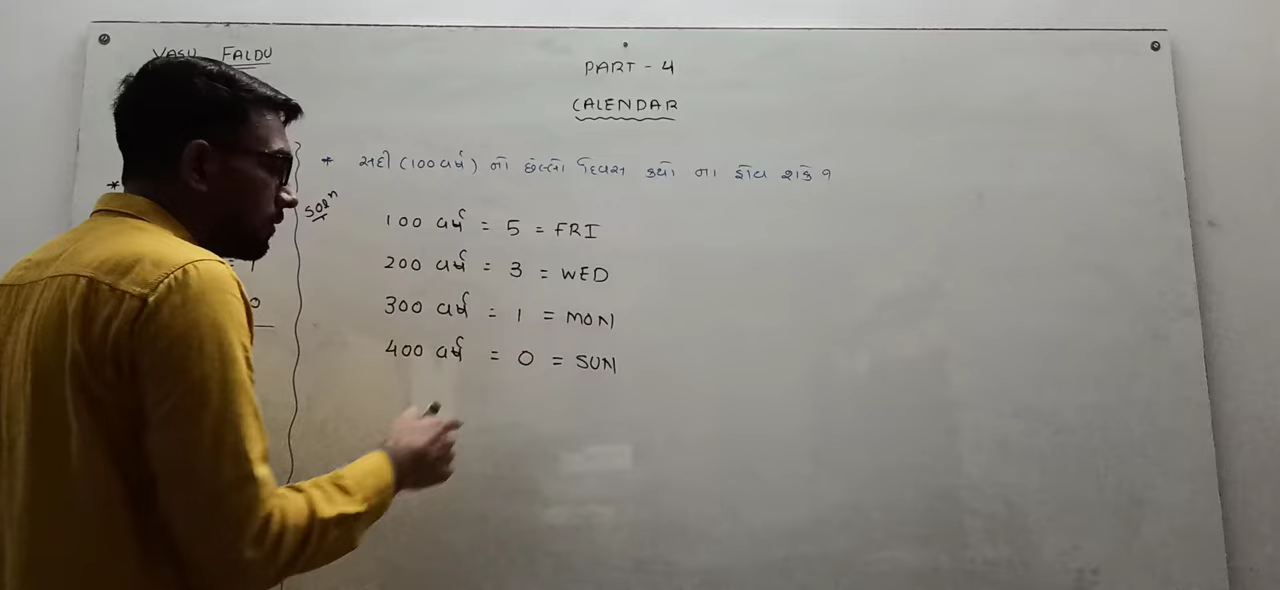 VASU FALDU
PART - 4
CALENDAR
* સદી (100 વર્ષ) નો છેલ્લો દિવસ કયો ના હોય શકે ?
*
Solⁿ
100 વર્ષ = 5 = FRI
200 વર્ષ = 3 = WED
300 વર્ષ = 1 = MON
400 વર્ષ = 0 = SUN